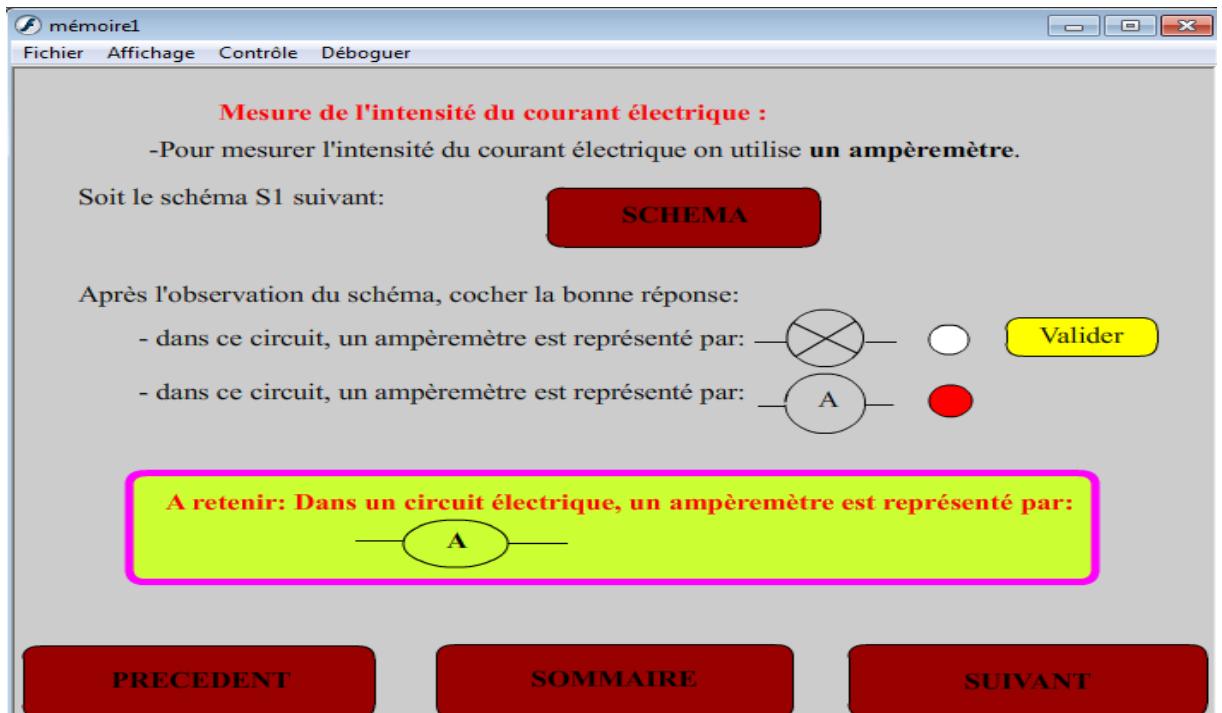 mémoire1
Fichier Affichage Contrôle Déboguer
Mesure de l'intensité du courant électrique :
-Pour mesurer l'intensité du courant électrique on utilise un ampèremètre.
Soit le schéma S1 suivant:
SCHEMA
Après l'observation du schéma, cocher la bonne réponse:
- dans ce circuit, un ampèremètre est représenté par:
Valider
- dans ce circuit, un ampèremètre est représenté par:
A
A retenir: Dans un circuit électrique, un ampèremètre est représenté par:
A
PRECEDENT
SOMMAIRE
SUIVANT